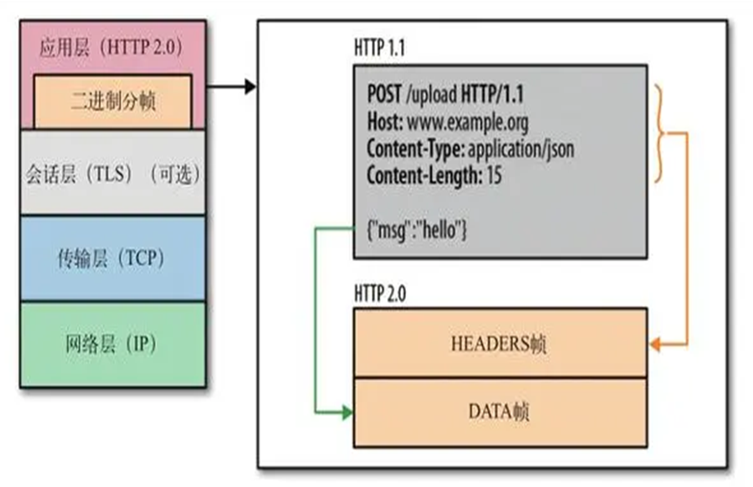 应用层（HTTP 2.0）
二进制分帧
会话层（TLS）（可选）
传输层（TCP）
网络层（IP）
HTTP 1.1
POST /upload HTTP/1.1
Host: www.example.org
Content-Type: application/json
Content-Length: 15
{"msg":"hello"}
HTTP 2.0
HEADERS帧
DATA帧